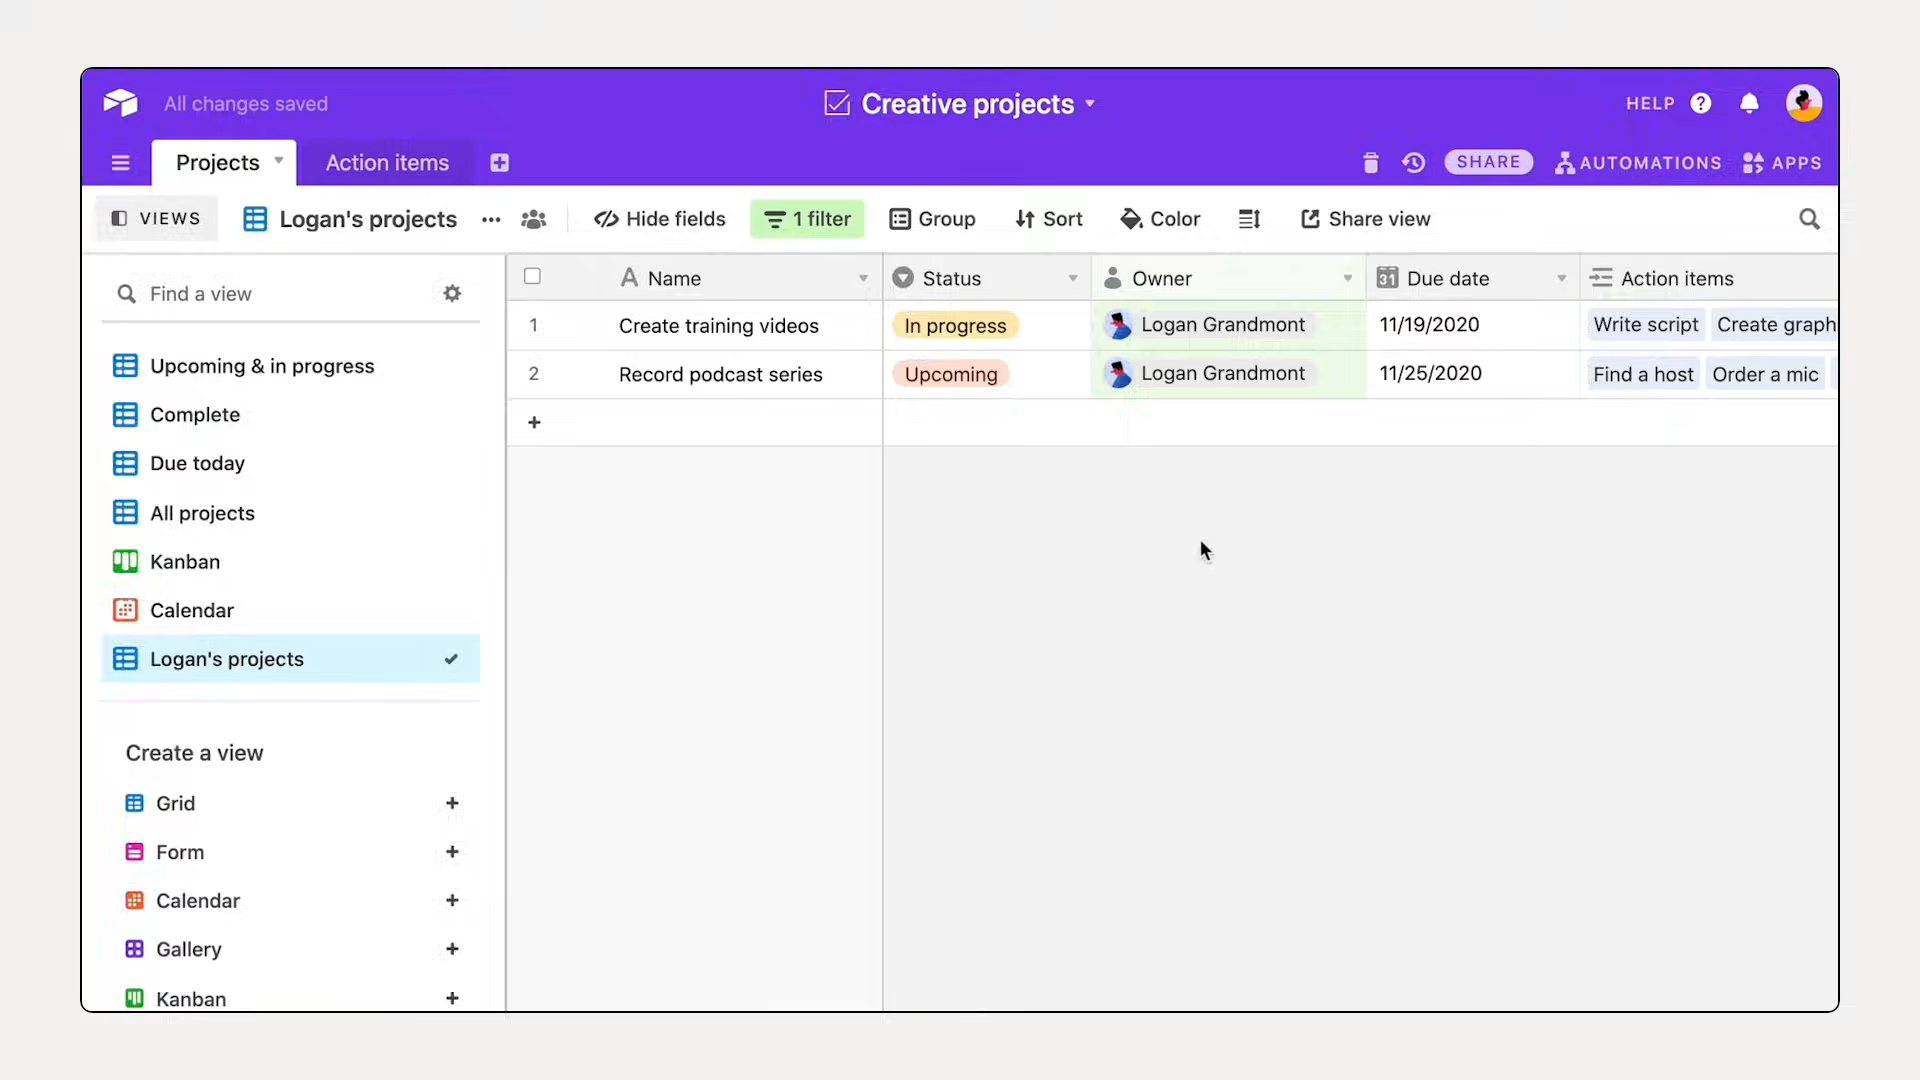 All changes saved
Creative projects
HELP
Projects
Action items
SHARE
AUTOMATIONS
APPS
VIEWS
Logan's projects
Hide fields
1 filter
Group
Sort
Color
Share view
Find a view
Upcoming & in progress
Complete
Due today
All projects
Kanban
Calendar
Logan's projects
Create a view
Grid
Form
Calendar
Gallery
Kanban
Name Status Owner 31 Due date Action items
1 Create training videos In progress Logan Grandmont 11/19/2020 Write script Create graph
2 Record podcast series Upcoming Logan Grandmont 11/25/2020 Find a host Order a mic